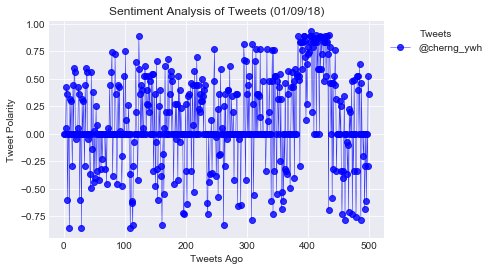 Sentiment Analysis of Tweets (01/09/18)
Tweets
@cherng_ywh
1.00
0.75
0.50
0.25
0.00
−0.25
−0.50
−0.75
Tweet Polarity
0
100
200
300
400
500
Tweets Ago